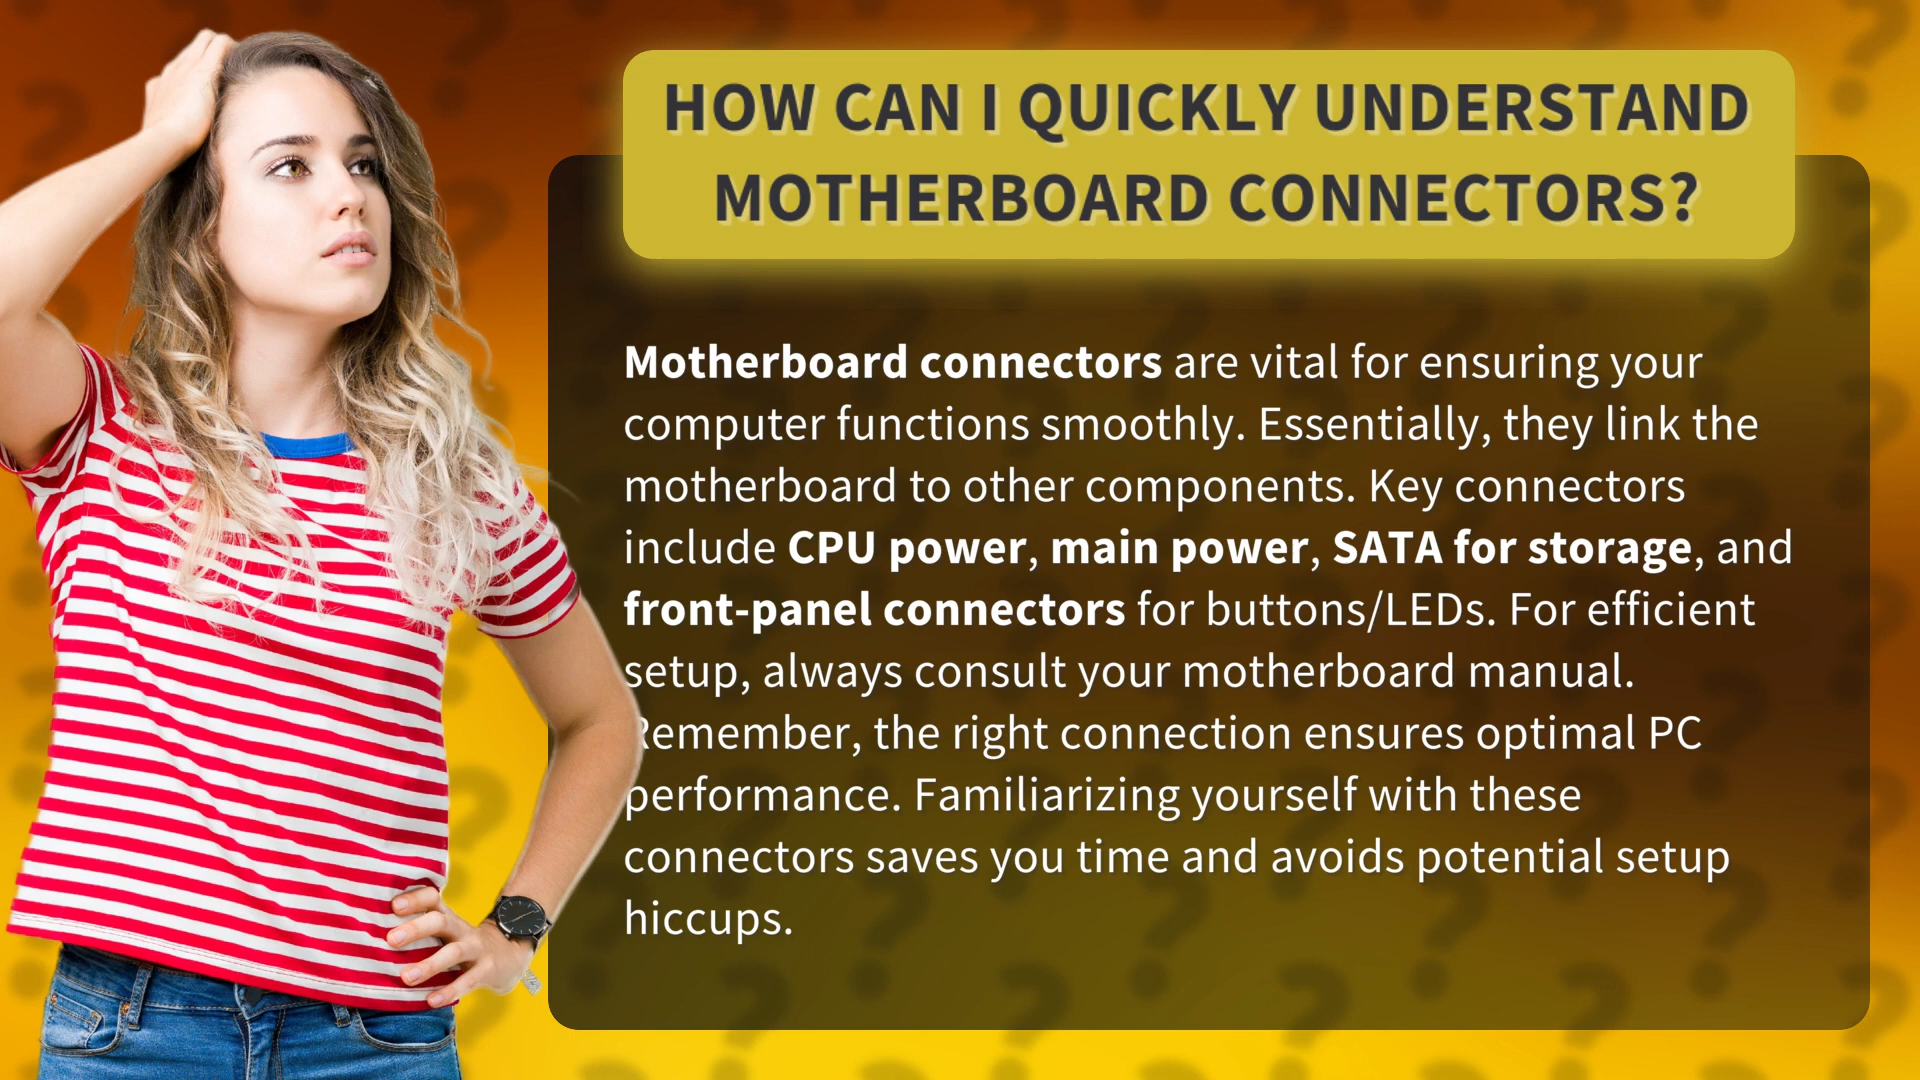 HOW CAN I QUICKLY UNDERSTAND
MOTHERBOARD CONNECTORS?
Motherboard connectors are vital for ensuring your
computer functions smoothly. Essentially, they link the
motherboard to other components. Key connectors
include CPU power, main power, SATA for storage, and
front-panel connectors for buttons/LEDs. For efficient
setup, always consult your motherboard manual.
Remember, the right connection ensures optimal PC
performance. Familiarizing yourself with these
connectors saves you time and avoids potential setup
hiccups.